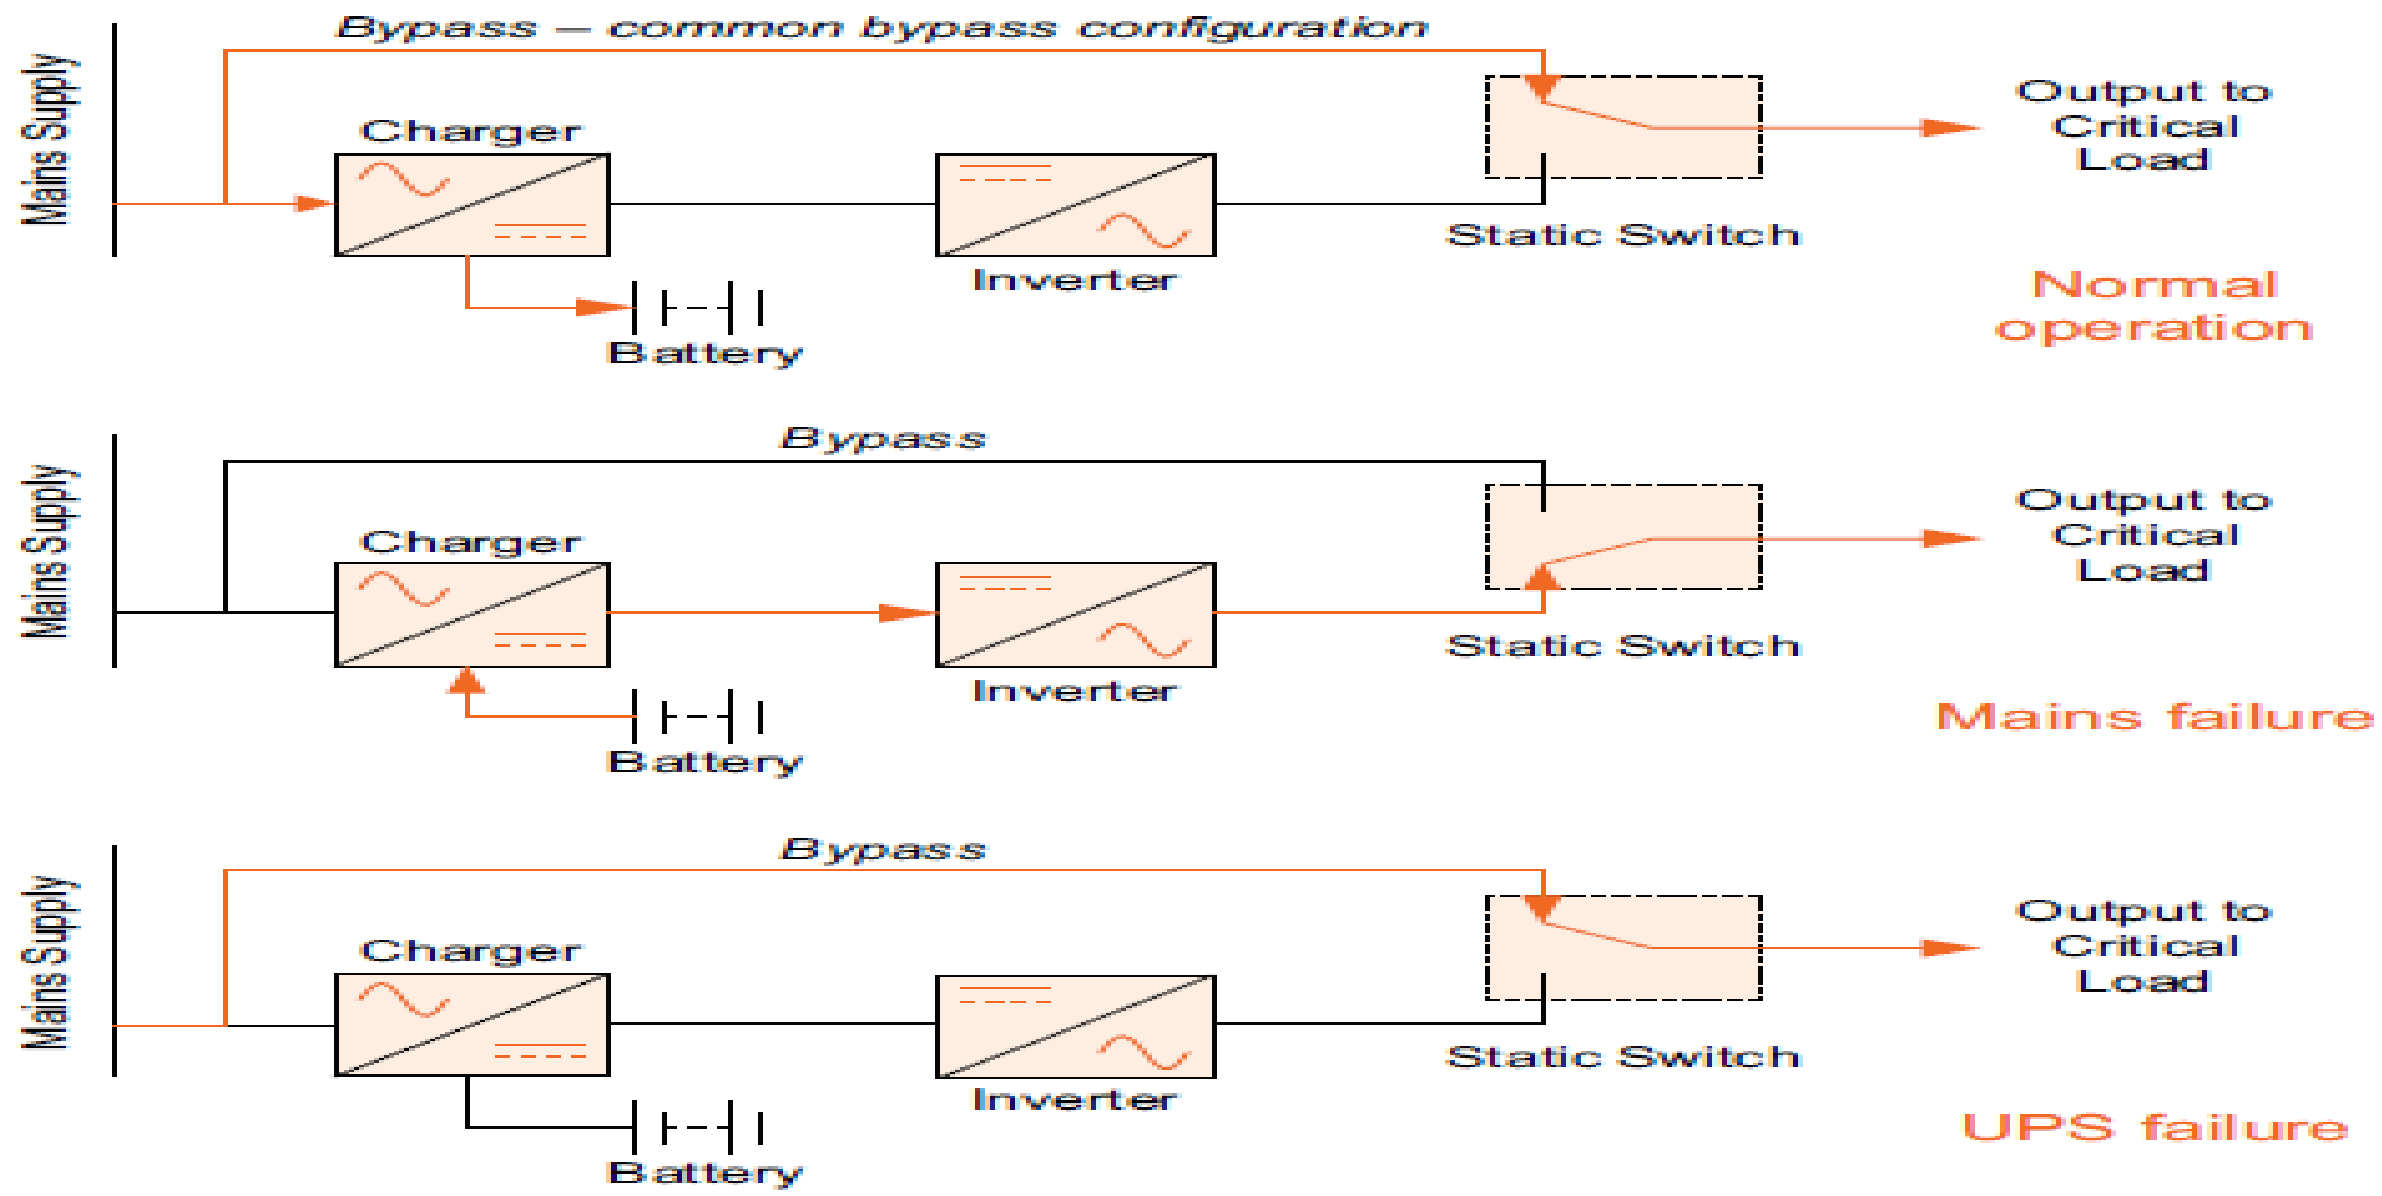 Bypass – common bypass configuration
Mains Supply
Charger
Inverter
Battery
Static Switch
Output to
Critical
Load
Normal
operation
Bypass
Mains Supply
Charger
Inverter
Battery
Static Switch
Output to
Critical
Load
Mains failure
Bypass
Mains Supply
Charger
Inverter
Battery
Static Switch
Output to
Critical
Load
UPS failure